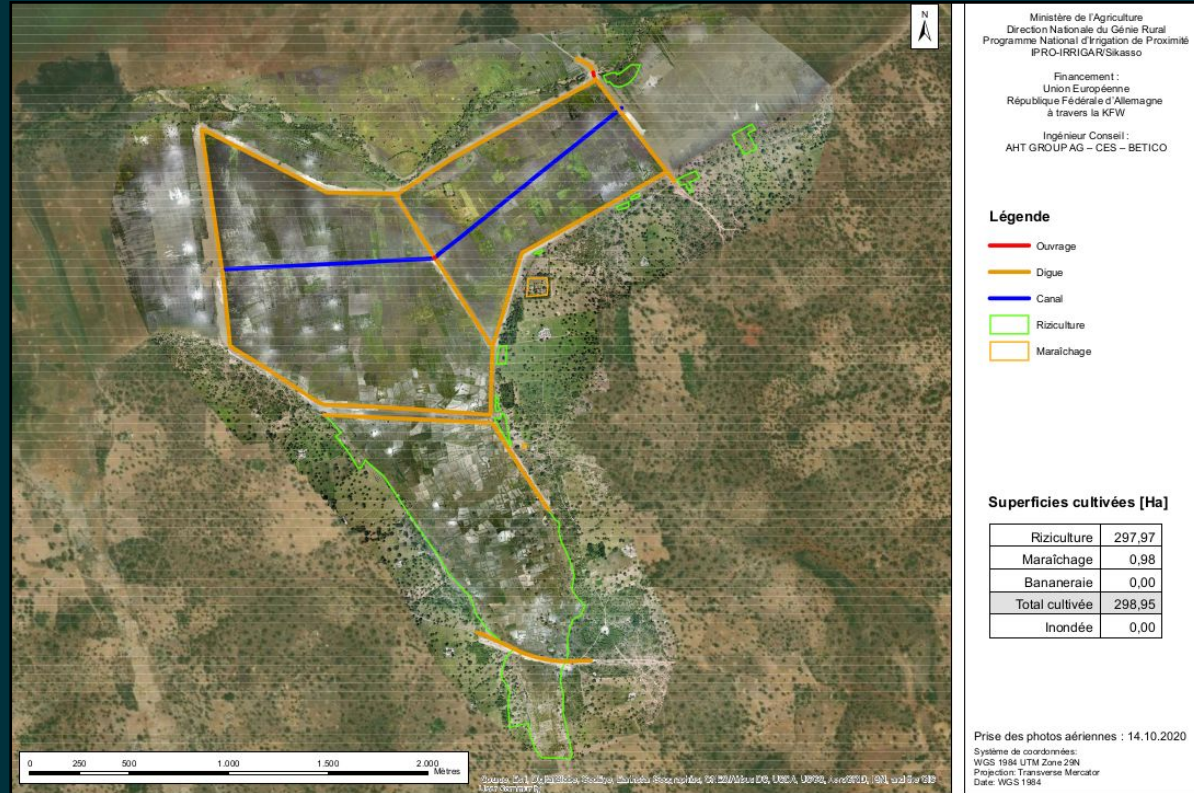 N
Ministère de l'Agriculture
Direction Nationale du Génie Rural
Programme National d'Irrigation de Proximité
IPRO-IRRIGAR/Sikasso
Financement :
Union Européenne
République Fédérale d'Allemagne
à travers la KFW
Ingénieur Conseil :
AHT GROUP AG – CES – BETICO
Légende
Ouvrage
Digue
Canal
Riziculture
Maraîchage
Superficies cultivées [Ha]
Riziculture 297,97
Maraîchage 0,98
Bananeraie 0,00
Total cultivée 298,95
Inondée 0,00
Prise des photos aériennes : 14.10.2020
Système de coordonnées:
WGS 1984 UTM Zone 29N
Projection: Transverse Mercator
Date: WGS 1984
0 250 500 1.000 1.500 2.000
Mètres